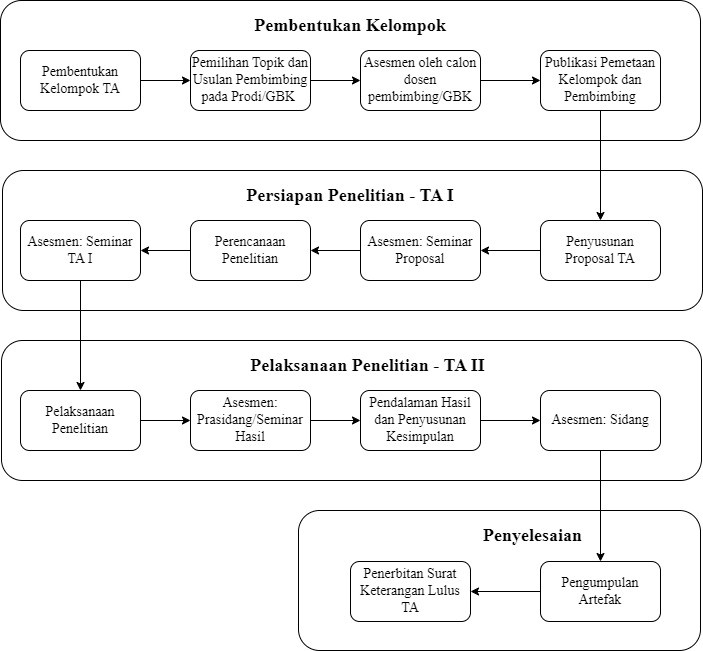 Pembentukan Kelompok
Pembentukan
Kelompok TA
Pemilihan Topik dan
Usulan Pembimbing
pada Prodi/GBK
Asesmen oleh calon
dosen
pembimbing/GBK
Publikasi Pemetaan
Kelompok dan
Pembimbing
Persiapan Penelitian - TA I
Penyusunan
Proposal TA
Asesmen: Seminar
Proposal
Perencanaan
Penelitian
Asesmen: Seminar
TA I
Pelaksanaan Penelitian - TA II
Pelaksanaan
Penelitian
Asesmen:
Prasidang/Seminar
Hasil
Pendalaman Hasil
dan Penyusunan
Kesimpulan
Asesmen: Sidang
Penyelesaian
Pengumpulan
Artefak
Penerbitan Surat
Keterangan Lulus
TA